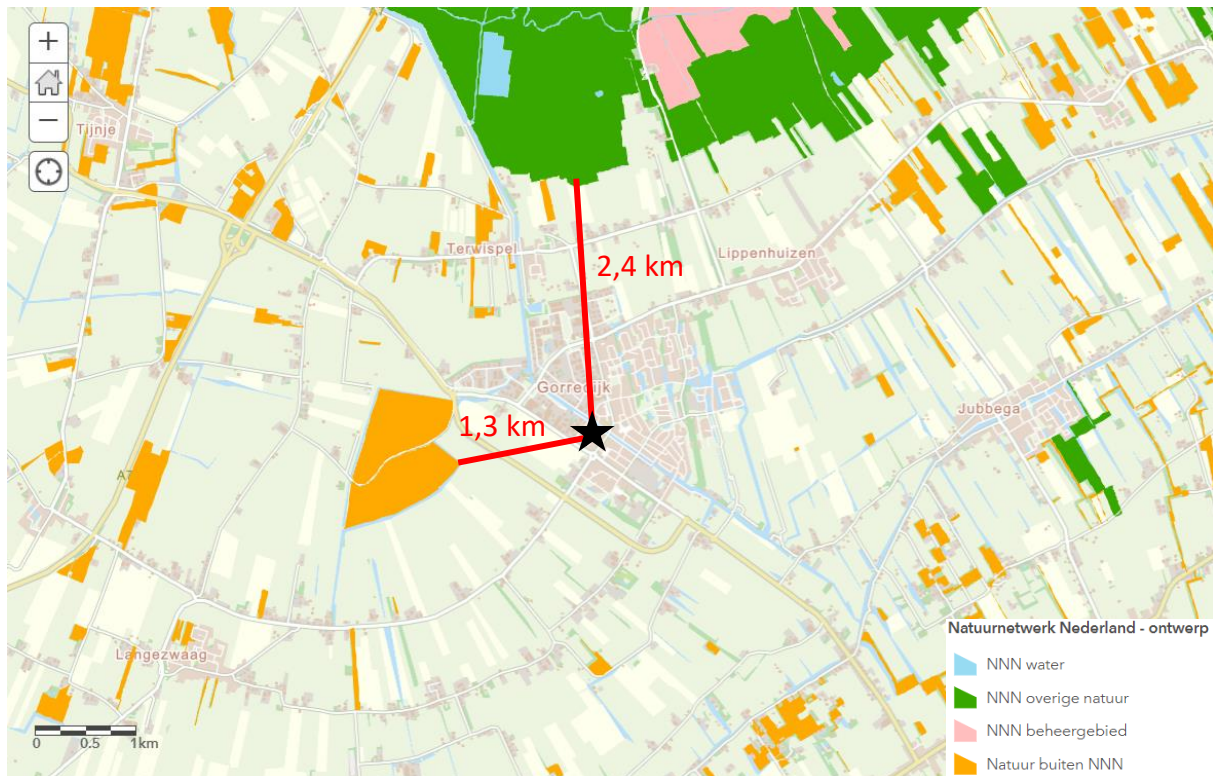 +
−
Tijnje
Terwispel
Lippenhuizen
2,4 km
Gorredijk
1,3 km
Jubbega
A7
Langezwaag
0 0.5 1km
Natuurnetwerk Nederland - ontwerp
NNN water
NNN overige natuur
NNN beheergebied
Natuur buiten NNN